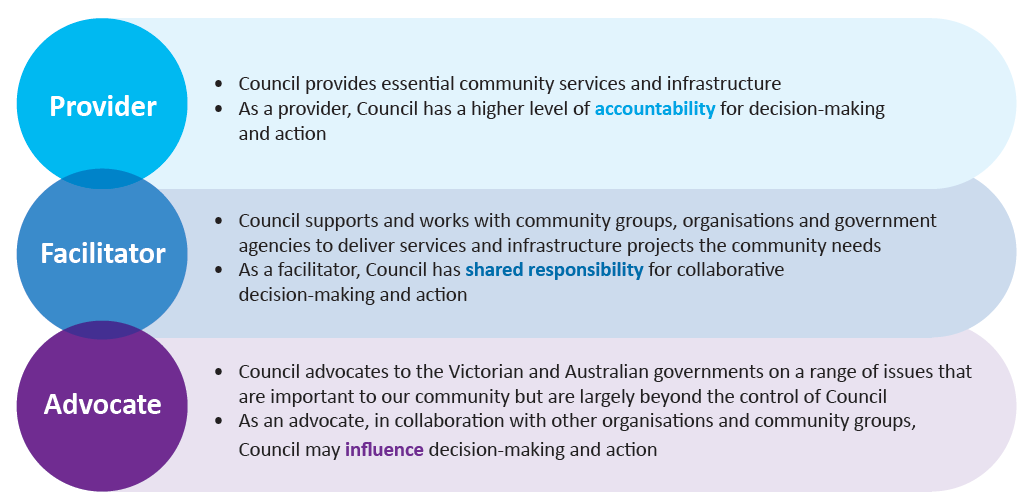 Provider
• Council provides essential community services and infrastructure
• As a provider, Council has a higher level of accountability for decision-making
and action
Facilitator
• Council supports and works with community groups, organisations and government
agencies to deliver services and infrastructure projects the community needs
• As a facilitator, Council has shared responsibility for collaborative
decision-making and action
Advocate
• Council advocates to the Victorian and Australian governments on a range of issues that
are important to our community but are largely beyond the control of Council
• As an advocate, in collaboration with other organisations and community groups,
Council may influence decision-making and action